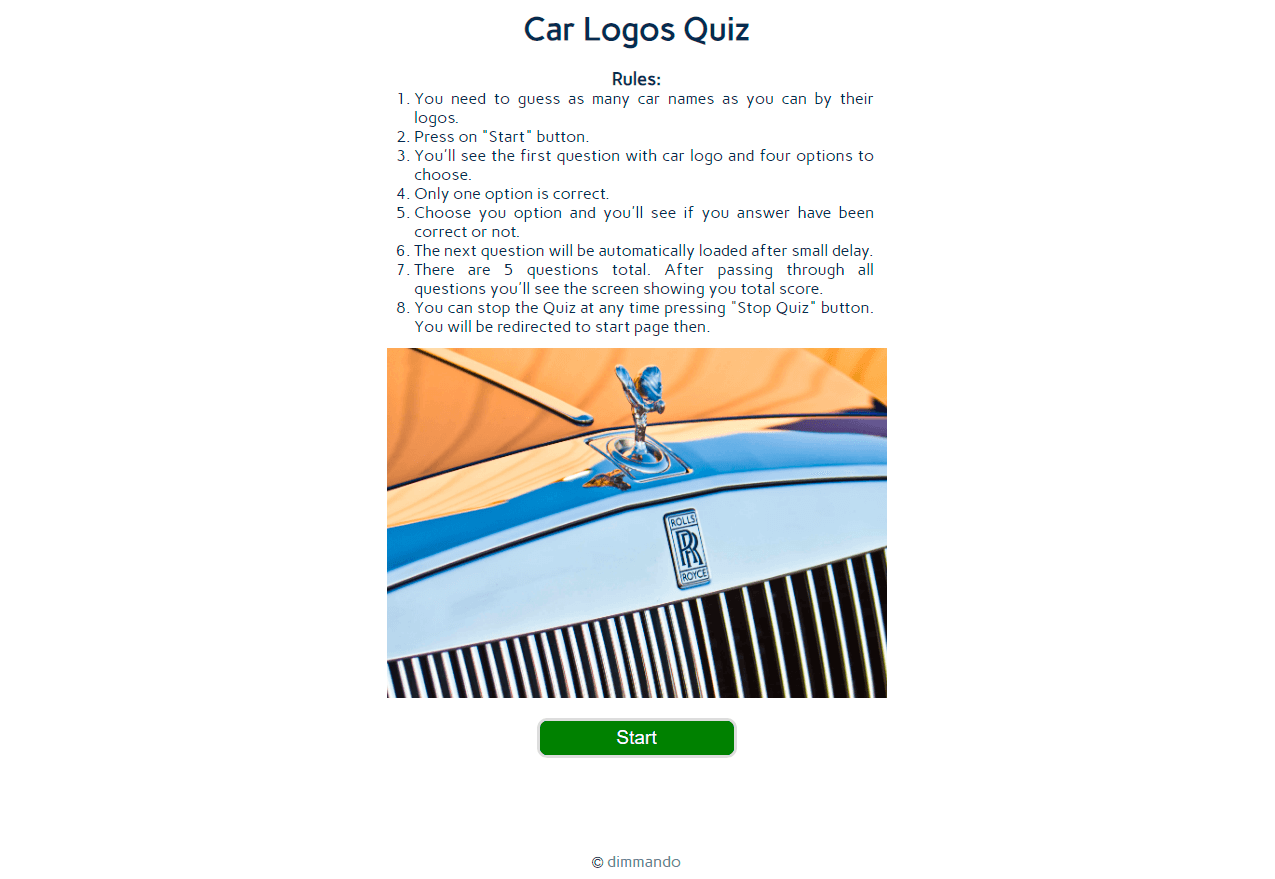 Car Logos Quiz
Rules:
1. You need to guess as many car names as you can by their
logos.
2. Press on "Start" button.
3. You'll see the first question with car logo and four options to
choose.
4. Only one option is correct.
5. Choose you option and you'll see if you answer have been
correct or not.
6. The next question will be automatically loaded after small delay.
7. There are 5 questions total. After passing through all
questions you'll see the screen showing you total score.
8. You can stop the Quiz at any time pressing "Stop Quiz" button.
You will be redirected to start page then.
ROLLS
RR
ROYCE
Start
© dimmando